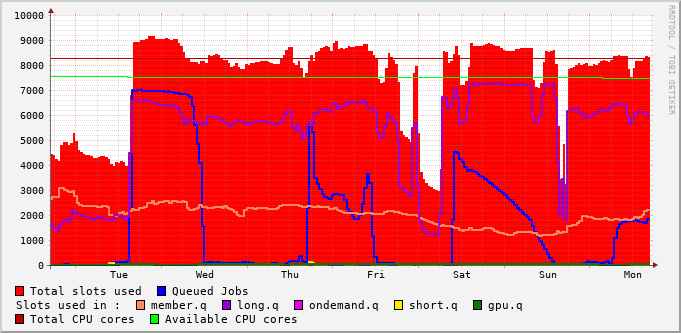 10000
9000
8000
7000
6000
5000
4000
3000
2000
1000
0
Tue Wed Thu Fri Sat Sun Mon
RRDTOOL / TOBI OETIKER
Total slots used Queued Jobs
Slots used in : member.q long.q ondemand.q short.q gpu.q
Total CPU cores Available CPU cores